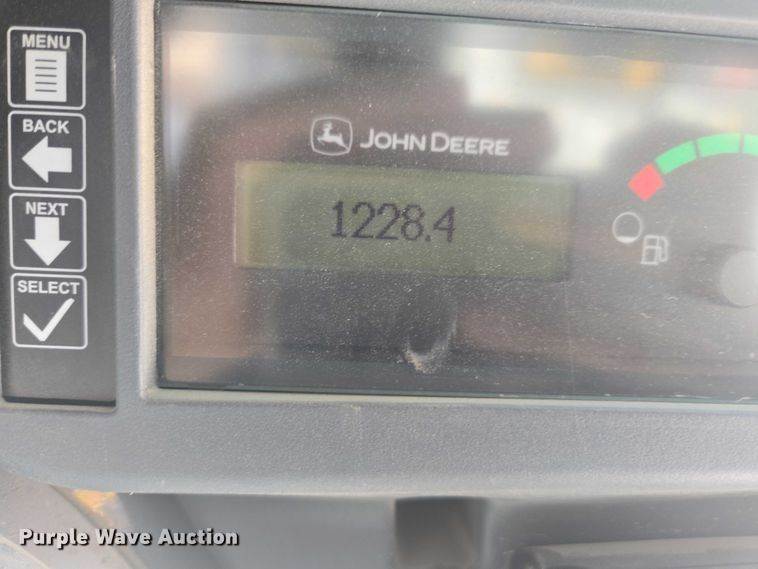 MENU
BACK
NEXT
SELECT
JOHN DEERE
1228.4
Purple Wave Auction